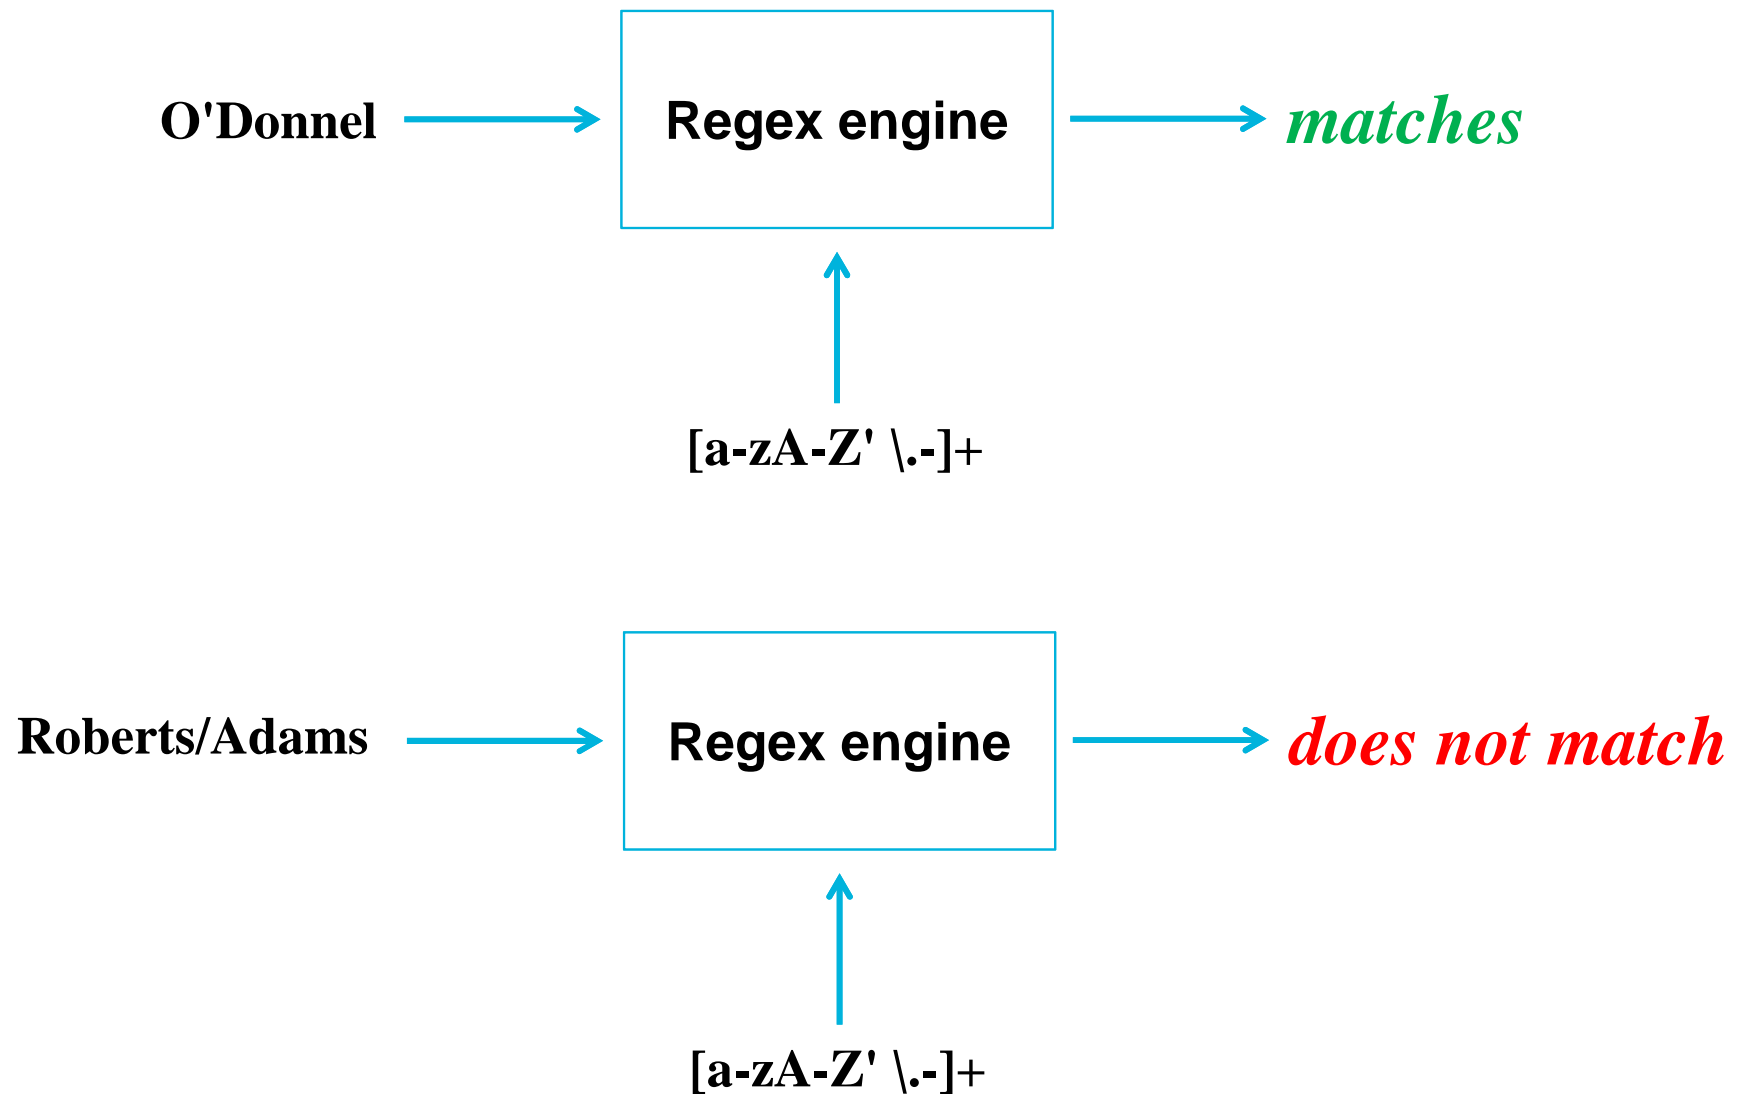 O'Donnel
Regex engine
matches
[a-zA-Z' \.-]+
Roberts/Adams
Regex engine
does not match
[a-zA-Z' \.-]+